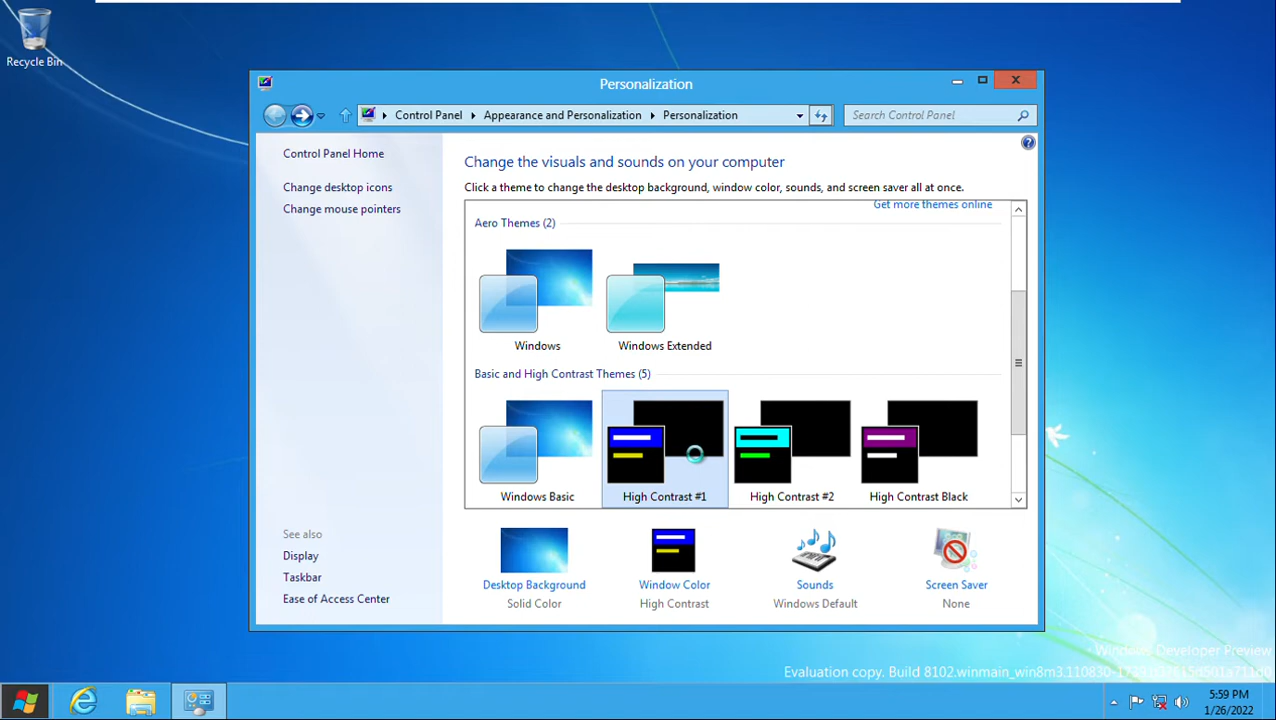 Recycle Bin
Personalization
Control Panel
Appearance and Personalization
Personalization
Search Control Panel
Control Panel Home
Change desktop icons
Change mouse pointers
See also
Display
Taskbar
Ease of Access Center
Change the visuals and sounds on your computer
Click a theme to change the desktop background, window color, sounds, and screen saver all at once.
Get more themes online
Aero Themes (2)
Windows
Windows Extended
Basic and High Contrast Themes (5)
Windows Basic
High Contrast #1
High Contrast #2
High Contrast Black
Desktop Background
Solid Color
Window Color
High Contrast
Sounds
Windows Default
Screen Saver
None
Windows Developer Preview
Evaluation copy. Build 8102.winmain_win8m3.110830-
5:59 PM
1/26/2022